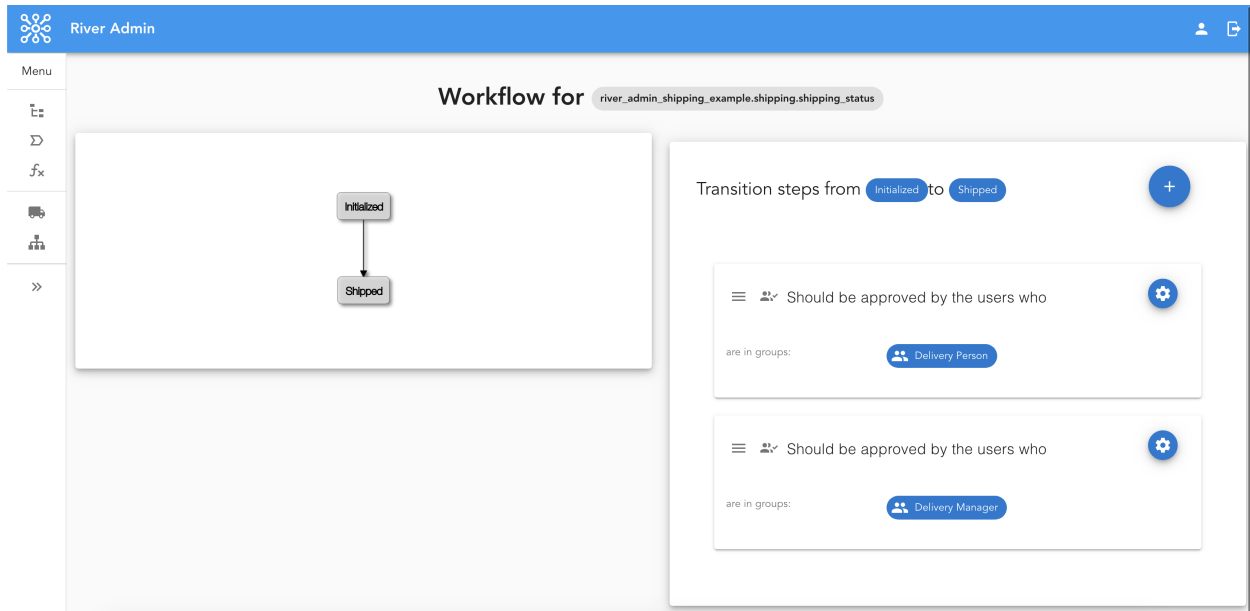 River Admin
Menu
Workflow for river_admin_shipping_example.shipping.shipping_status
Initialized
Shipped
Transition steps from Initialized to Shipped
+
Should be approved by the users who
are in groups: Delivery Person
Should be approved by the users who
are in groups: Delivery Manager